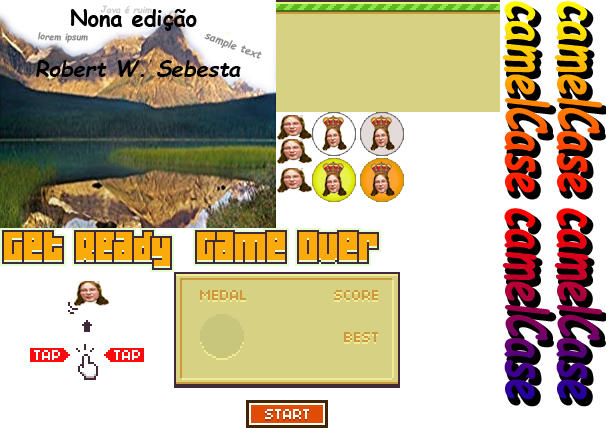 Java é ruim
Nona edição
lorem ipsum
sample text
Robert W. Sebesta
camelCase
camelCase
camelCase
camelCase
Get Ready
Game Over
MEDAL
SCORE
BEST
TAP
TAP
START